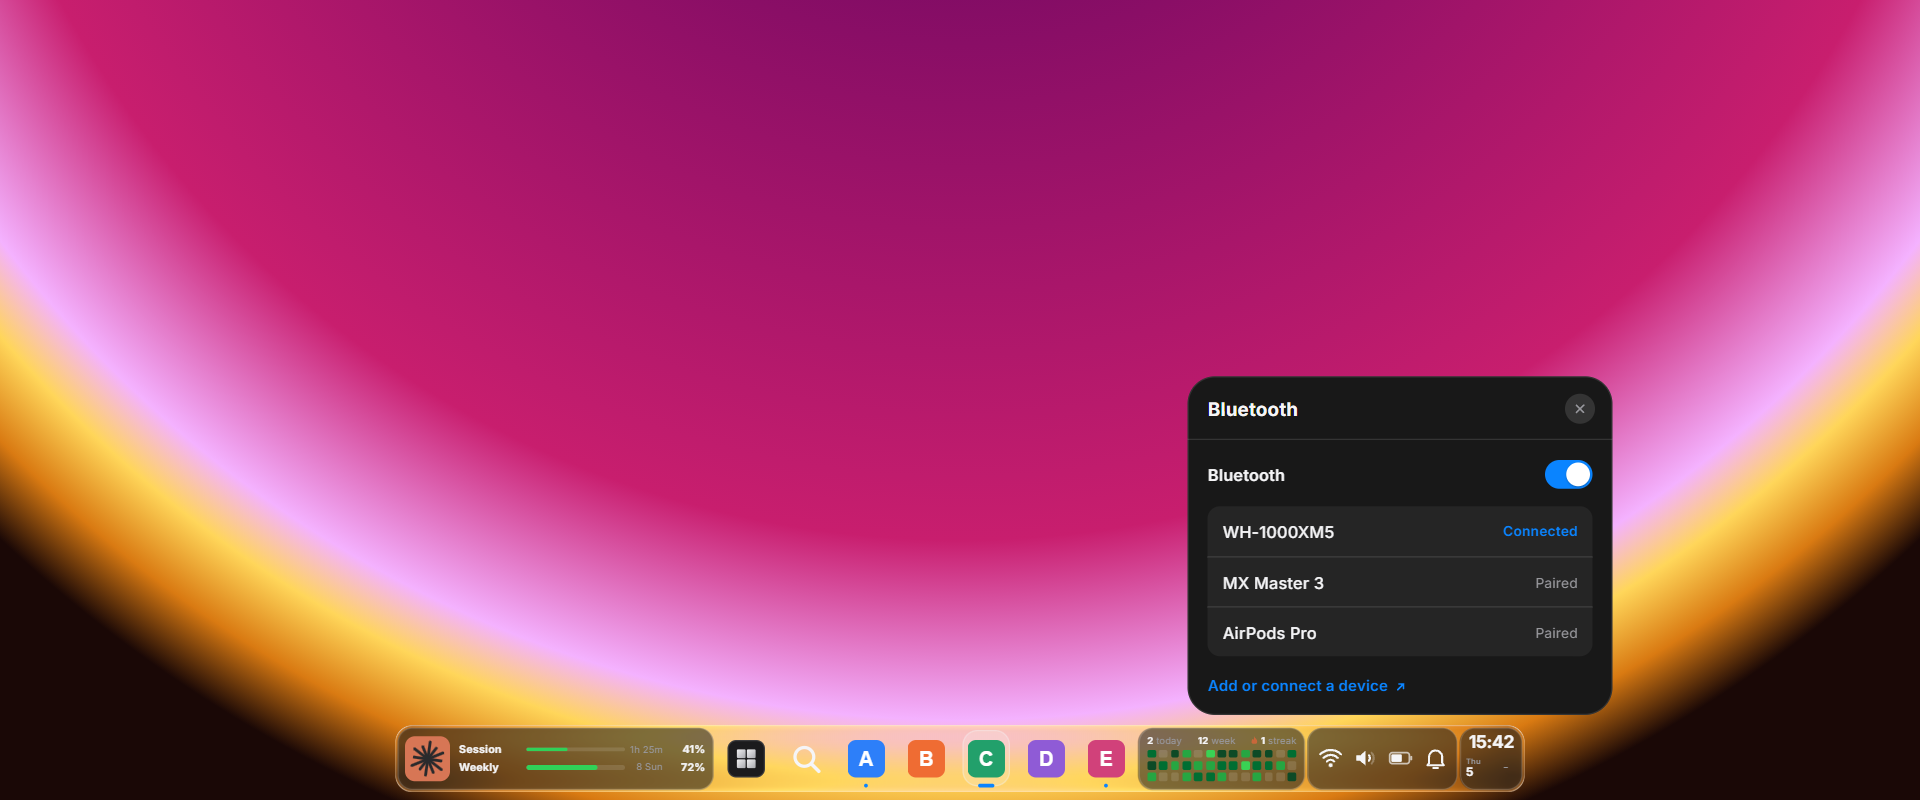 Bluetooth
Bluetooth
WH-1000XM5 Connected
MX Master 3 Paired
AirPods Pro Paired
Add or connect a device ↗
Session 1h 25m 41%
Weekly 8 Sun 72%
A B C D E
2 today 12 week 1 streak
15:42
Thu
5 –